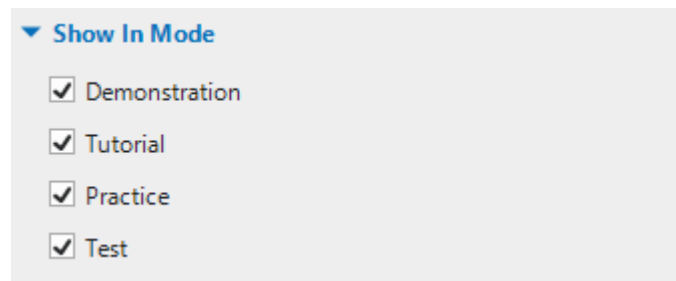 Show In Mode
Demonstration
Tutorial
Practice
Test